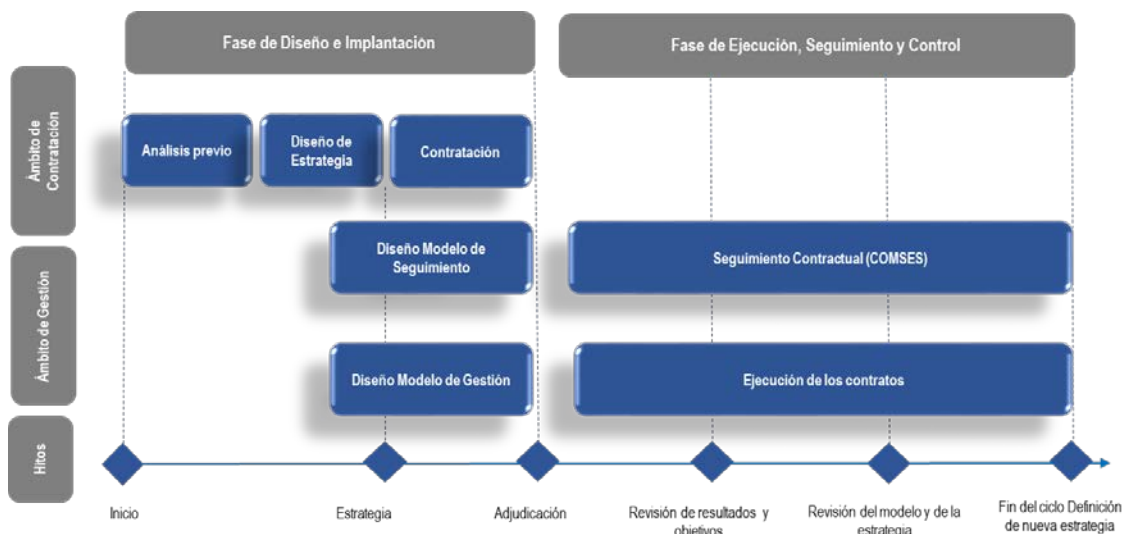 Fase de Diseño e Implantación
Fase de Ejecución, Seguimiento y Control
Ámbito de
Contratación
Análisis previo
Diseño de
Estrategia
Contratación
Ámbito de Gestión
Diseño Modelo de
Seguimiento
Seguimiento Contractual (COMSES)
Diseño Modelo de Gestión
Ejecución de los contratos
Hitos
Inicio
Estrategia
Adjudicación
Revisión de resultados y
objetivos
Revisión del modelo y de la
estrategia
Fin del ciclo Definición
de nueva estrategia